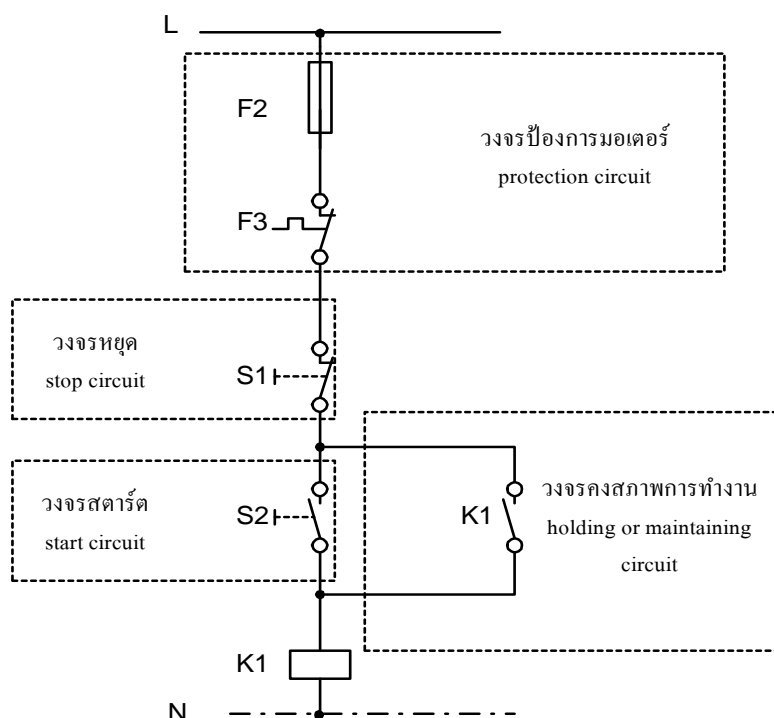 L
F2
วงจรป้องการมอเตอร์
protection circuit
F3
วงจรหยุด
stop circuit
S1
วงจรสตาร์ต
start circuit
S2
K1
วงจรคงสภาพการทำงาน
holding or maintaining
circuit
K1
N